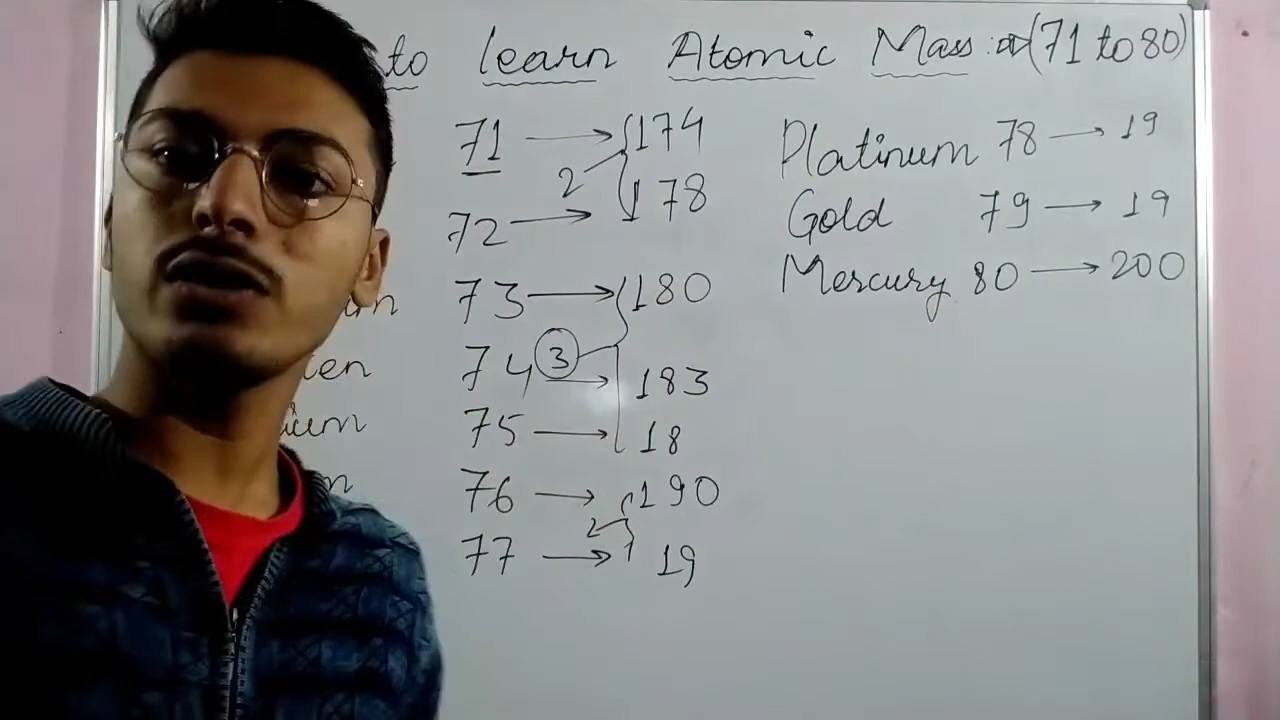 to learn Atomic Mass :- (71 to 80)
71 → 174
2
72 → 178
73 → 180
74 ③ → 183
75 → 18
76 → 190
2
77 → 19
Platinum 78 → 19
Gold 79 → 19
Mercury 80 → 200